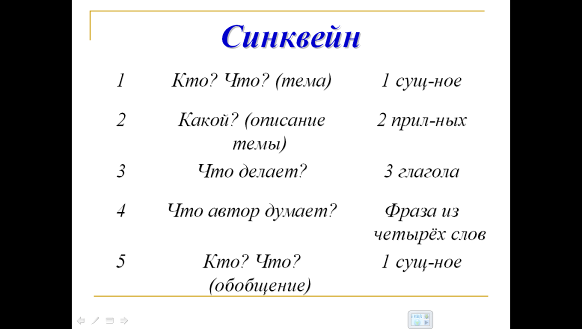 Синквейн
1 Кто? Что? (тема) 1 сущ-ное
2 Какой? (описание 2 прил-ных
темы)
3 Что делает? 3 глагола
4 Что автор думает? Фраза из
четырёх слов
5 Кто? Что? 1 сущ-ное
(обобщение)